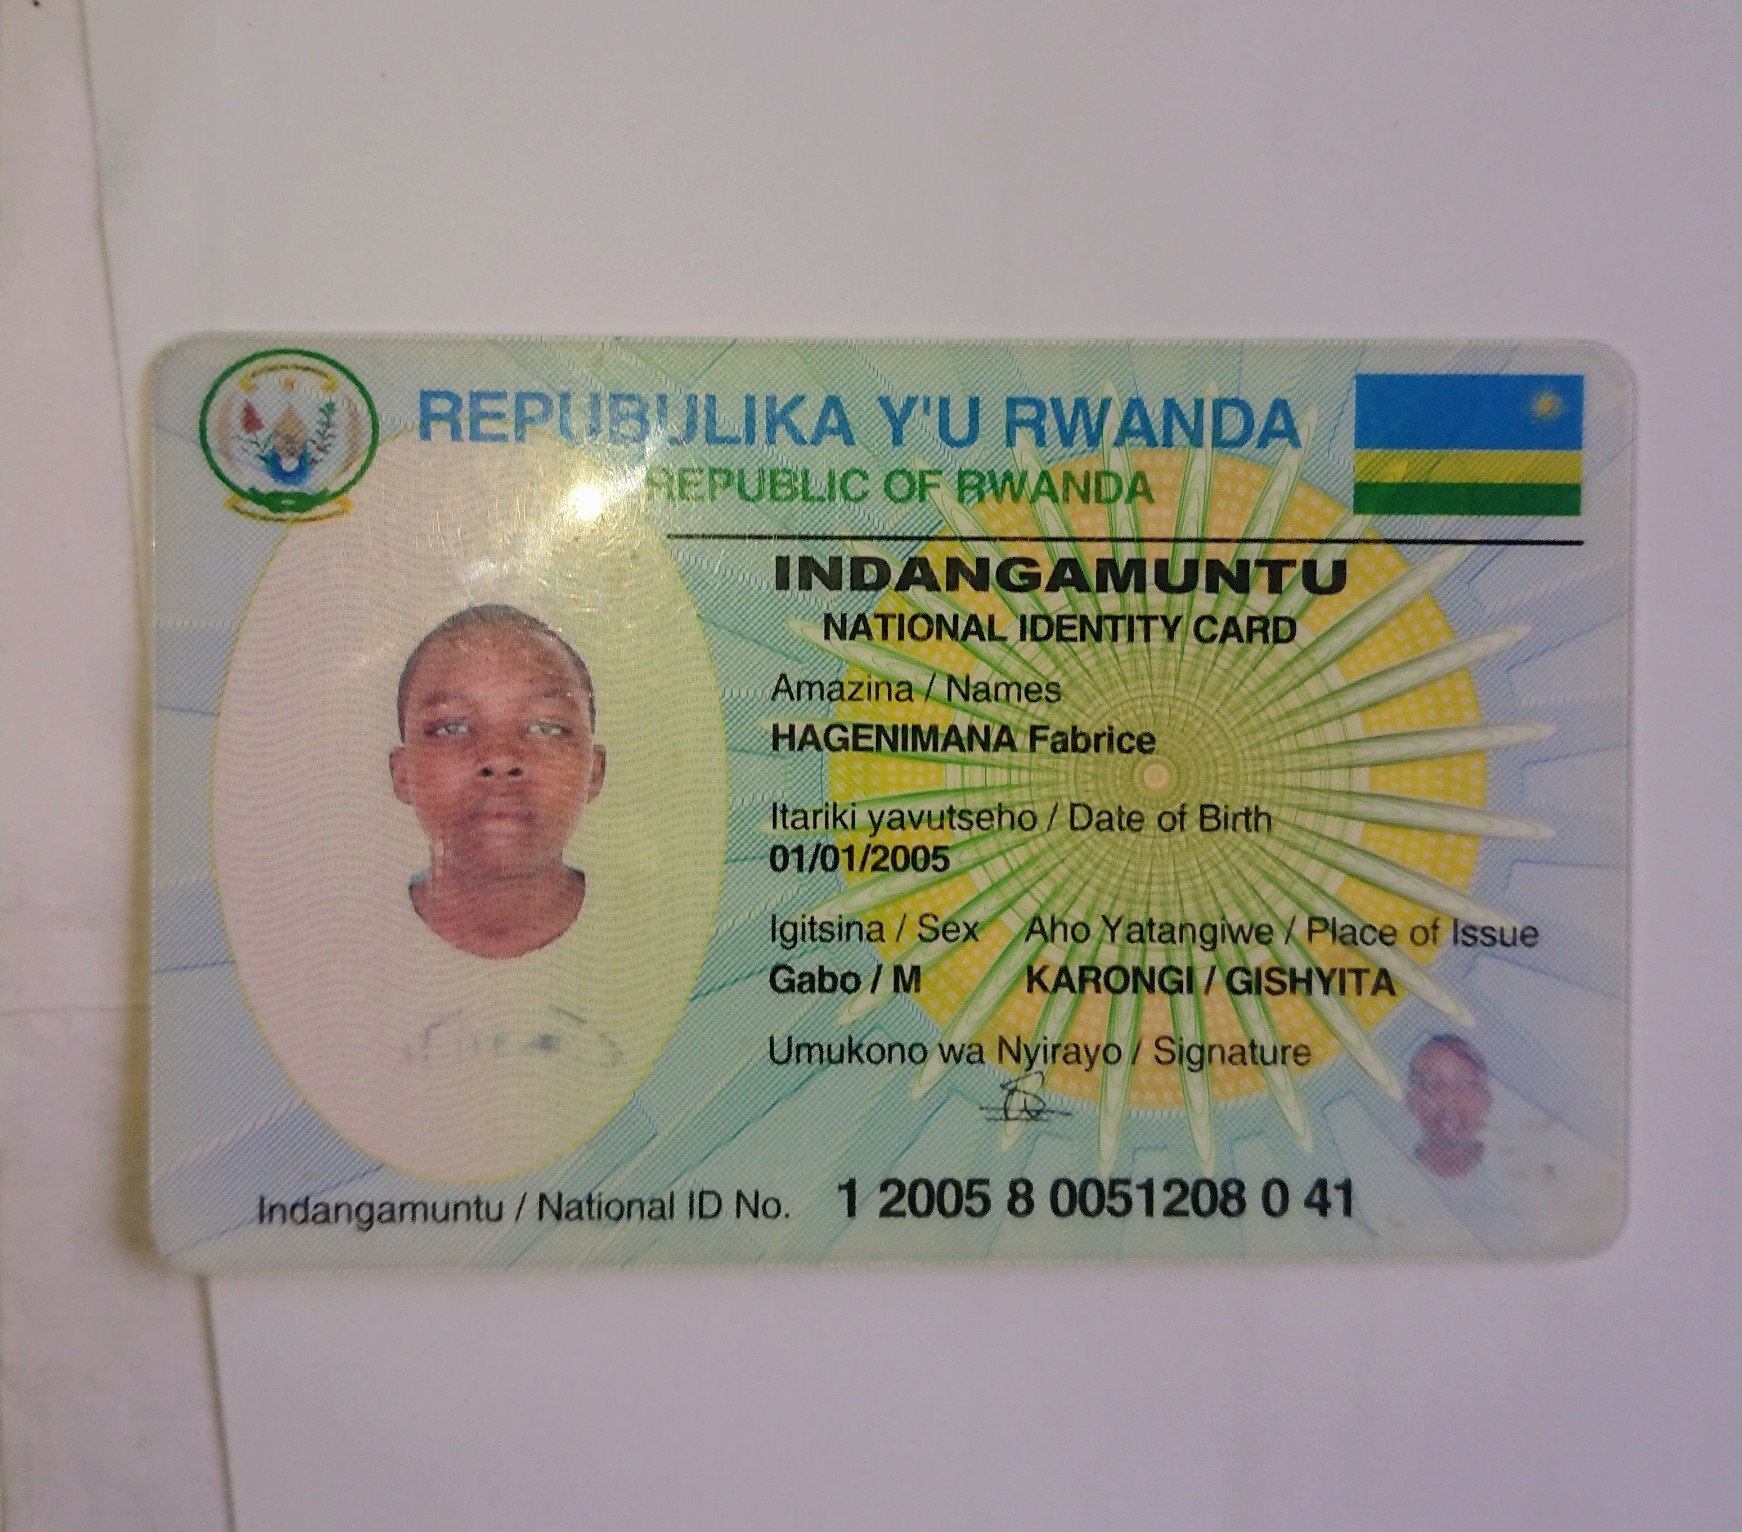 REPUBULIKA Y'U RWANDA
REPUBLIC OF RWANDA
INDANGAMUNTU
NATIONAL IDENTITY CARD
Amazina / Names
HAGENIMANA Fabrice
Itariki yavutseho / Date of Birth
01/01/2005
Igitsina / Sex Aho Yatangiwe / Place of Issue
Gabo / M KARONGI / GISHYITA
Umukono wa Nyirayo / Signature
Indangamuntu / National ID No. 1 2005 8 0051208 0 41